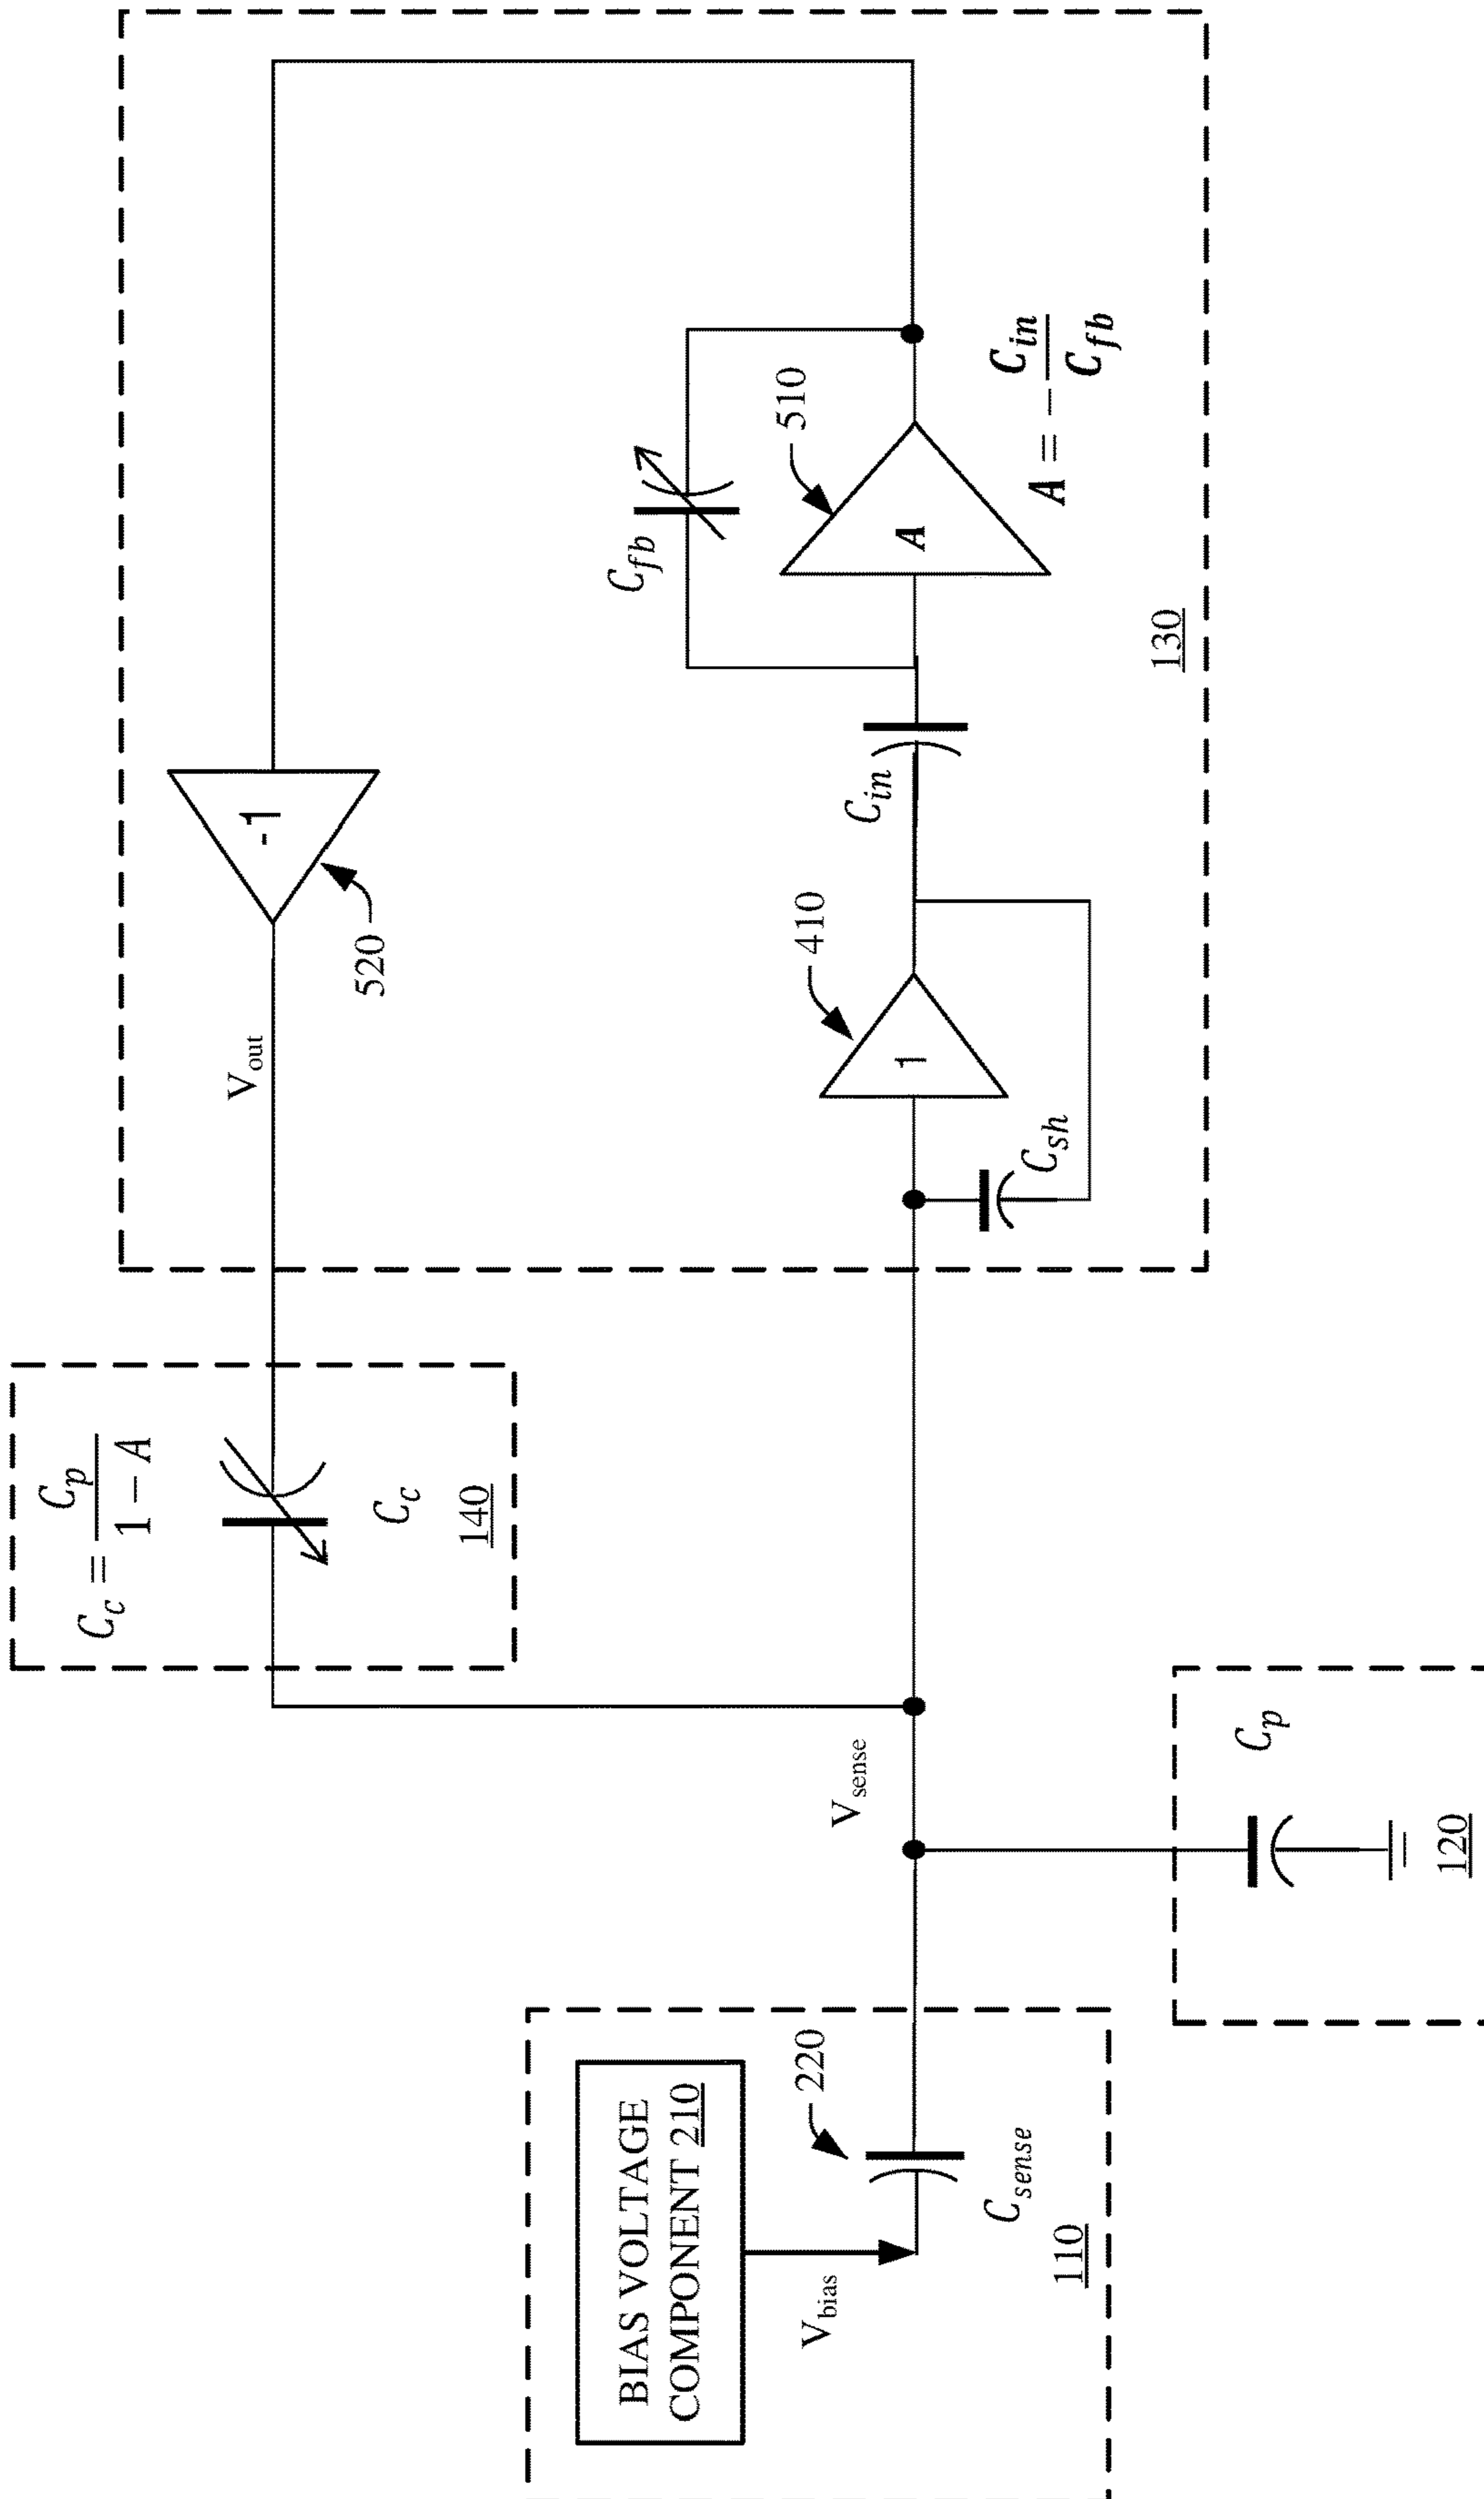 BIAS VOLTAGE
COMPONENT 210
V_bias
220
C_sense
110
V_sense
C_p
120
C_c = C_p / (1 − A)
C_c
140
V_out
520
-1
C_sh
1
410
C_in
C_fb
A
510
A = − C_in / C_fb
130